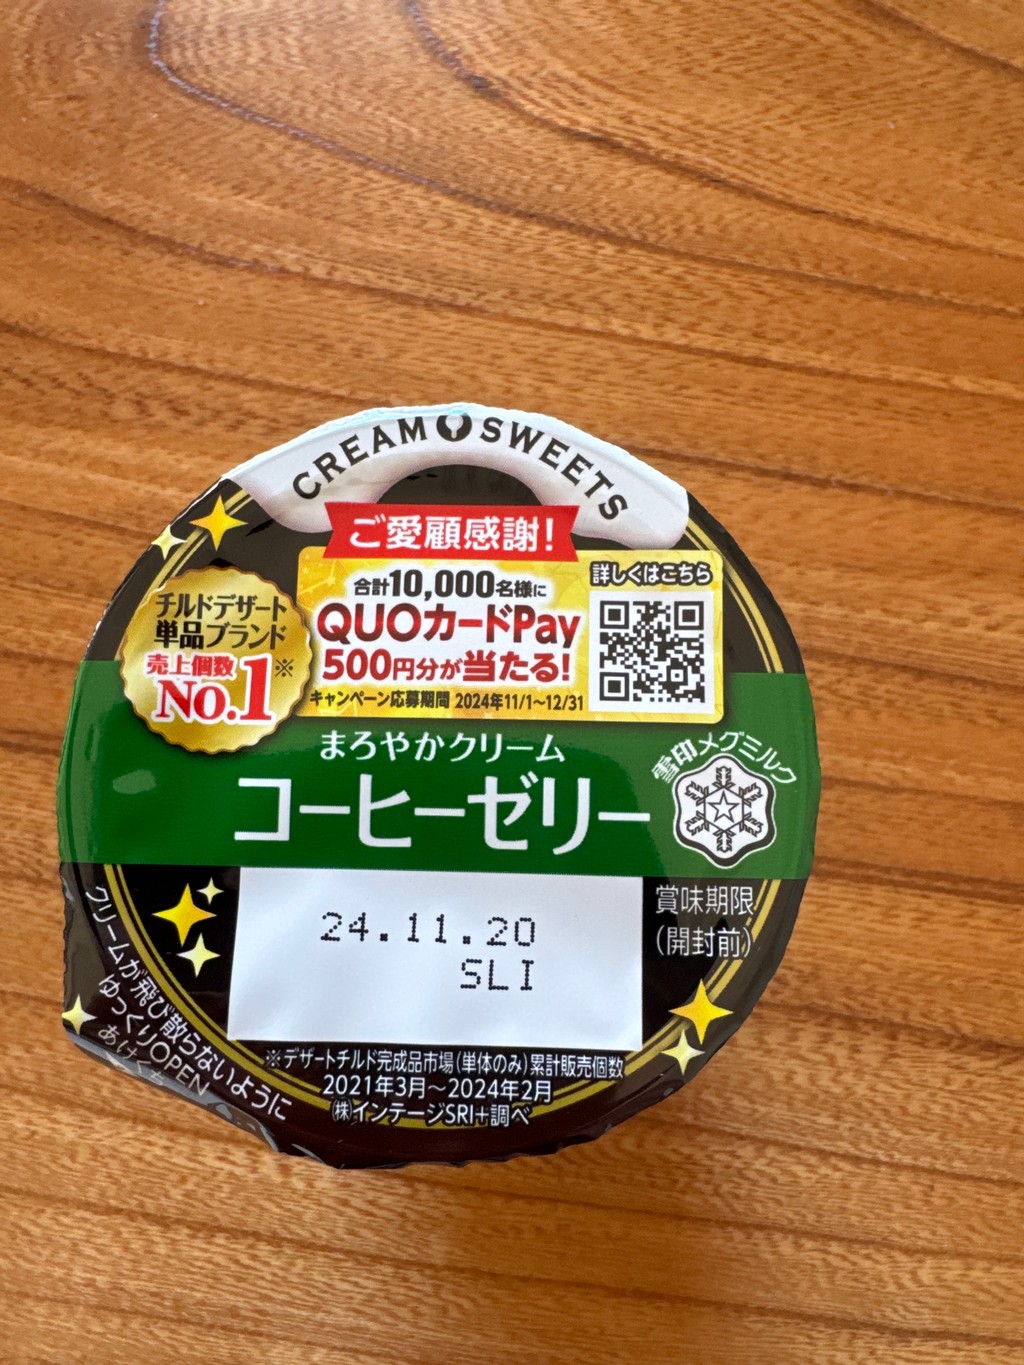 CREAM SWEETS
ご愛顧感謝!
合計10,000名様に
QUOカードPay
500円分が当たる!
キャンペーン応募期間 2024年11/1~12/31
詳しくはこちら
チルドデザート
単品ブランド
売上個数
No.1※
まろやかクリーム
コーヒーゼリー
雪印メグミルク
24.11.20
SLI
賞味期限
(開封前)
クリームが飛び散らないように
ゆっくりOPEN
あけくち
※デザートチルド完成品市場(単体のみ)累計販売個数
2021年3月~2024年2月
㈱インテージSRI+調べ